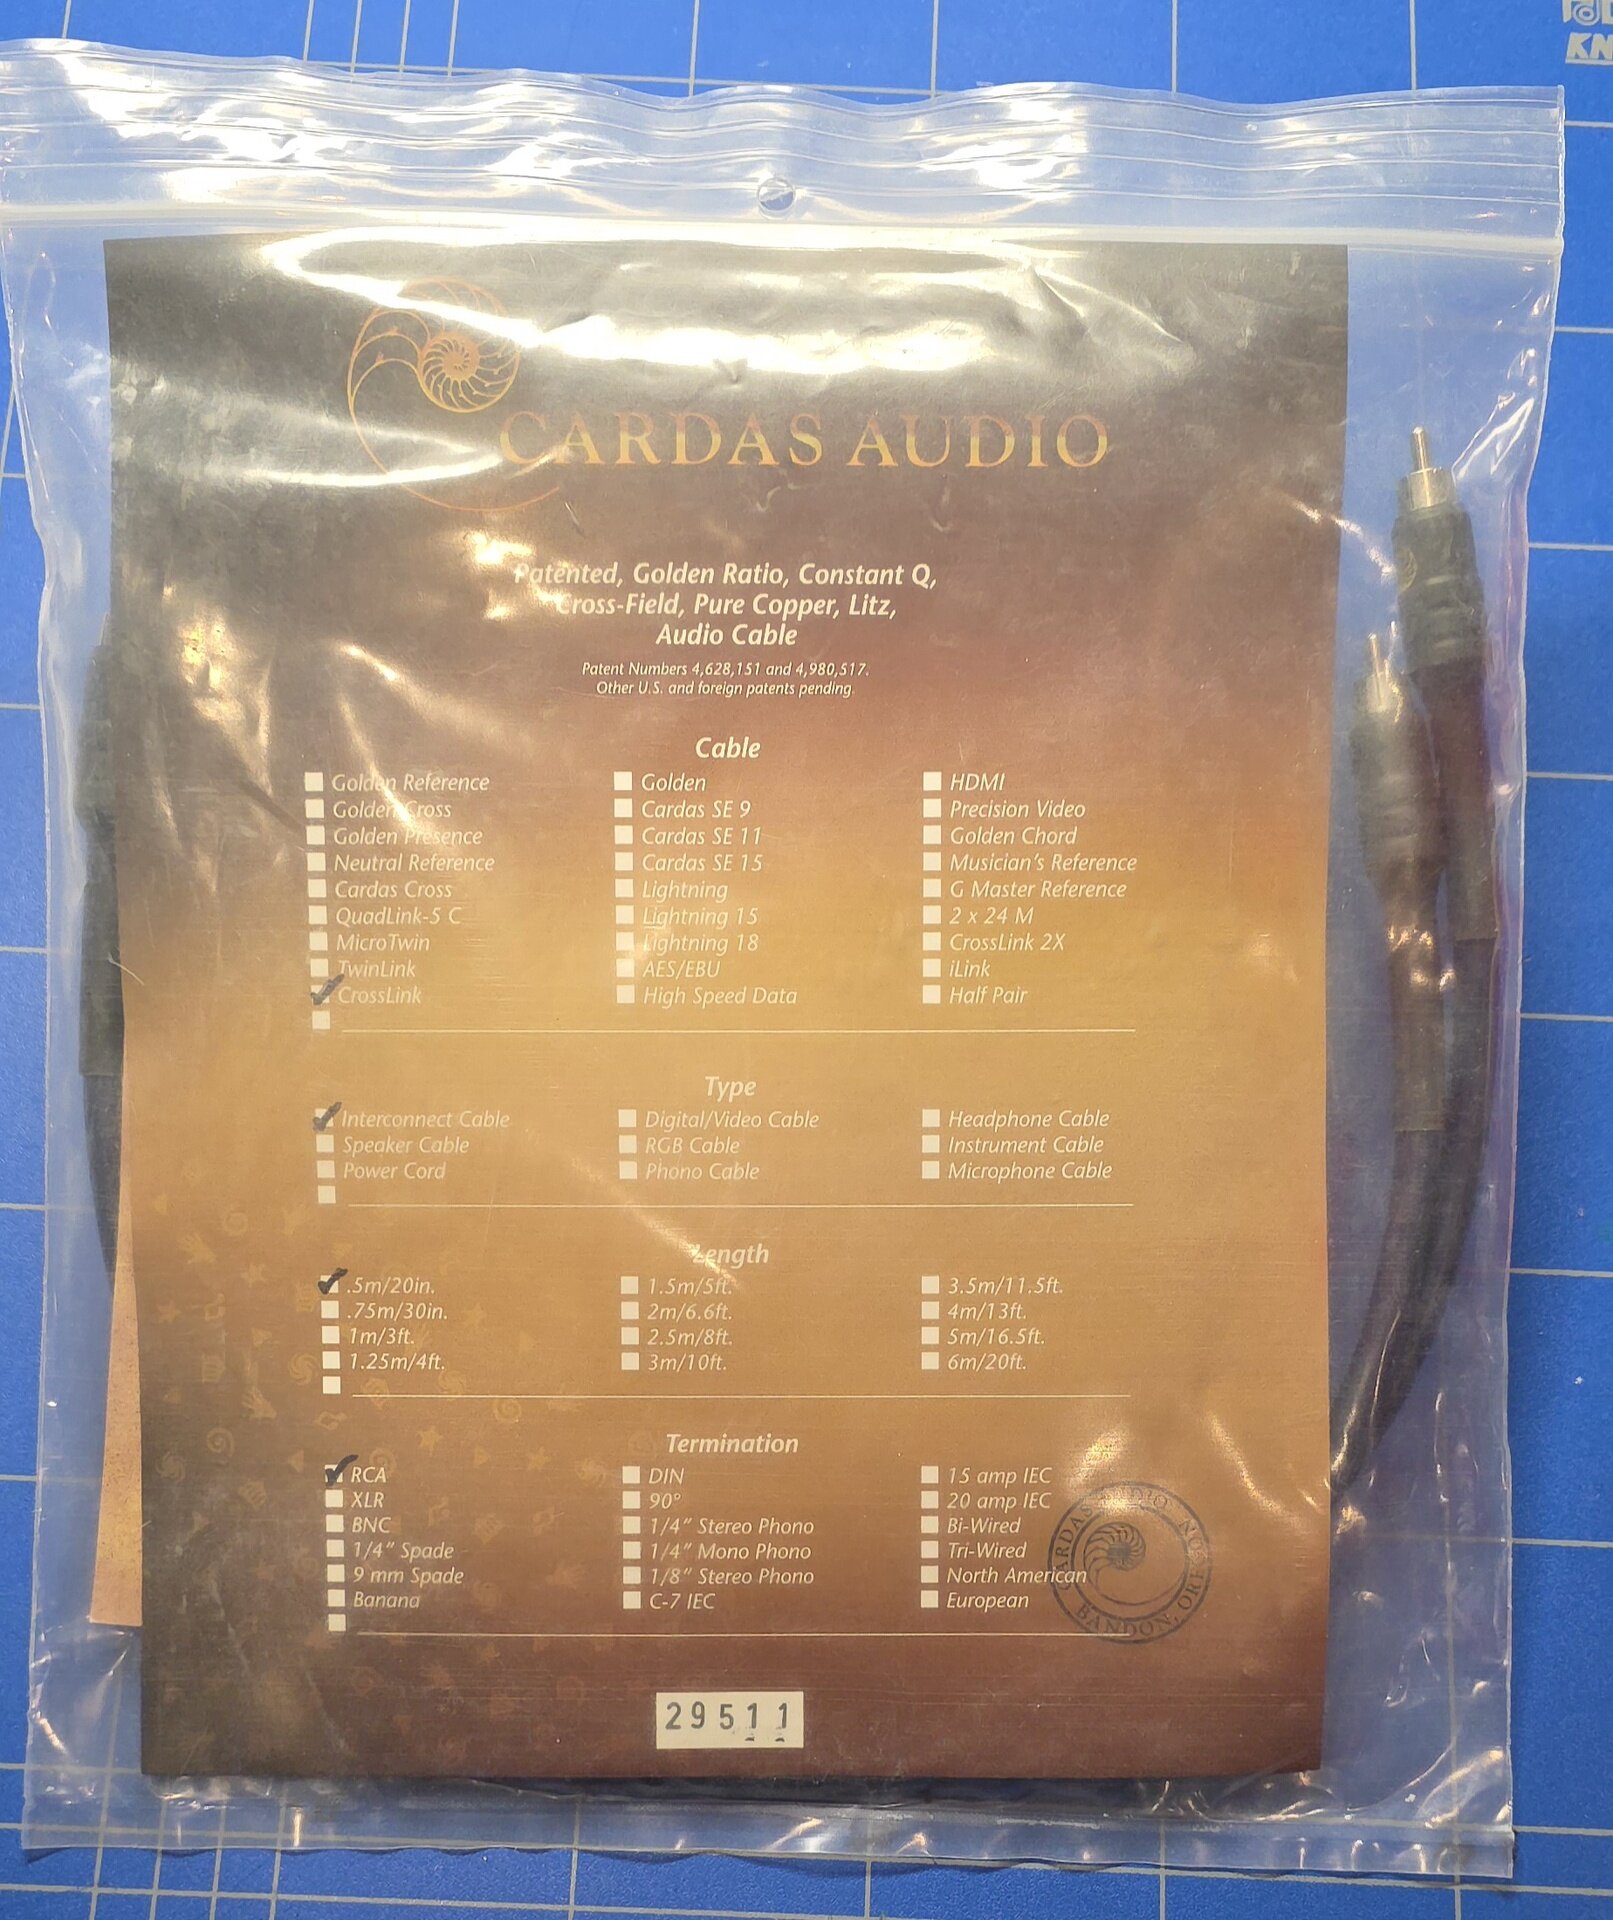 KN
CARDAS AUDIO
Patented, Golden Ratio, Constant Q,
Cross-Field, Pure Copper, Litz,
Audio Cable
Patent Numbers 4,628,151 and 4,980,517.
Other U.S. and foreign patents pending.
Cable
Golden Reference Golden HDMI
Golden Cross Cardas SE 9 Precision Video
Golden Presence Cardas SE 11 Golden Chord
Neutral Reference Cardas SE 15 Musician's Reference
Cardas Cross Lightning G Master Reference
QuadLink-5 C Lightning 15 2 x 24 M
MicroTwin Lightning 18 CrossLink 2X
TwinLink AES/EBU iLink
CrossLink High Speed Data Half Pair
Type
Interconnect Cable Digital/Video Cable Headphone Cable
Speaker Cable RGB Cable Instrument Cable
Power Cord Phono Cable Microphone Cable
Length
.5m/20in. 1.5m/5ft. 3.5m/11.5ft.
.75m/30in. 2m/6.6ft. 4m/13ft.
1m/3ft. 2.5m/8ft. 5m/16.5ft.
1.25m/4ft. 3m/10ft. 6m/20ft.
Termination
RCA DIN 15 amp IEC
XLR 90° 20 amp IEC
BNC 1/4" Stereo Phono Bi-Wired
1/4" Spade 1/4" Mono Phono Tri-Wired
9 mm Spade 1/8" Stereo Phono North American
Banana C-7 IEC European
CARDAS AUDIO
BANDON, OREGON
29511